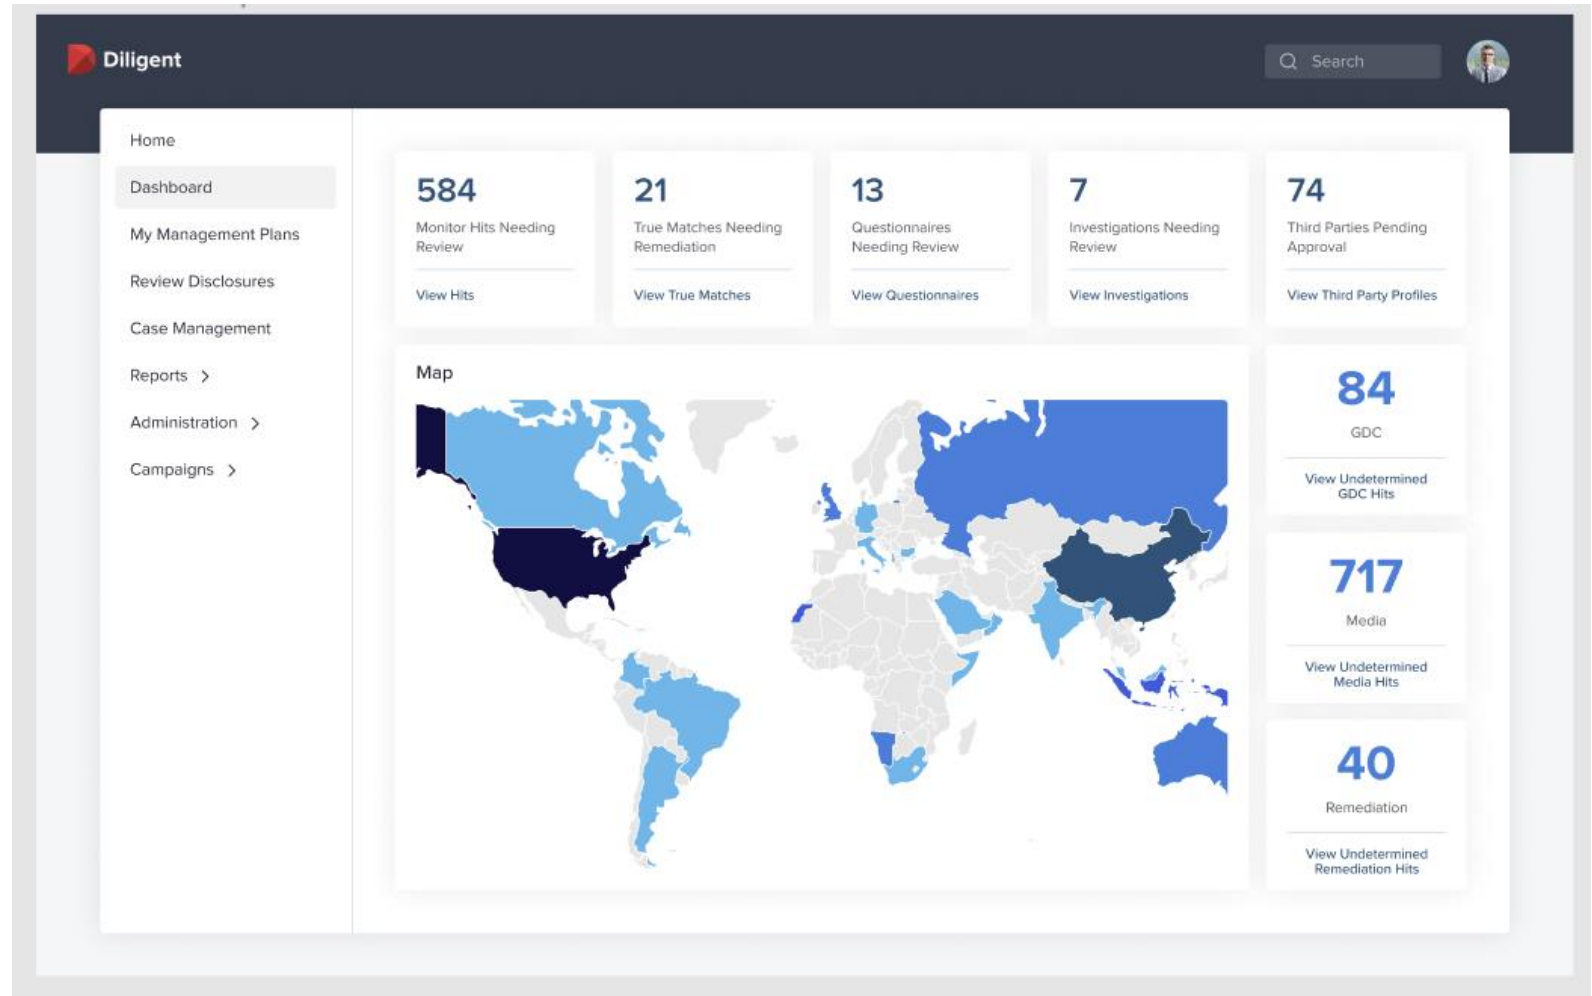 Diligent
Search
Home
Dashboard
My Management Plans
Review Disclosures
Case Management
Reports
Administration
Campaigns
584
Monitor Hits Needing
Review
View Hits
21
True Matches Needing
Remediation
View True Matches
13
Questionnaires
Needing Review
View Questionnaires
7
Investigations Needing
Review
View Investigations
74
Third Parties Pending
Approval
View Third Party Profiles
Map
84
GDC
View Undetermined
GDC Hits
717
Media
View Undetermined
Media Hits
40
Remediation
View Undetermined
Remediation Hits